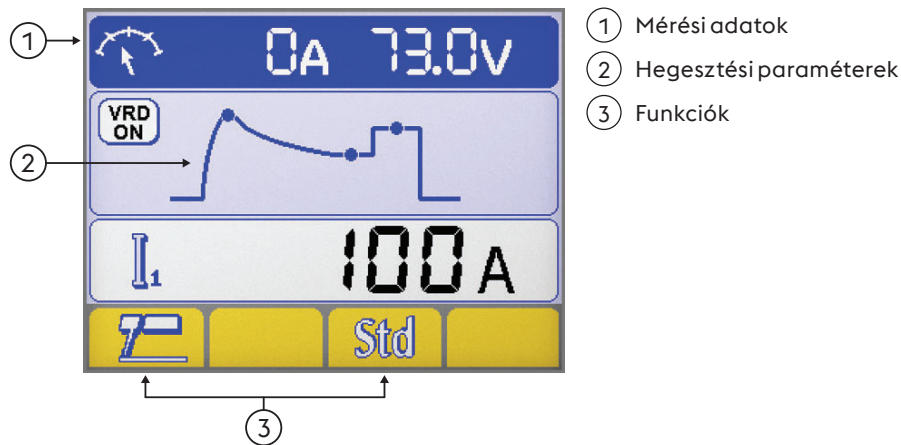 1
0A 73.0V
1 Mérési adatok
2 Hegesztési paraméterek
3 Funkciók
VRD
ON
2
I1 100A
Std
3